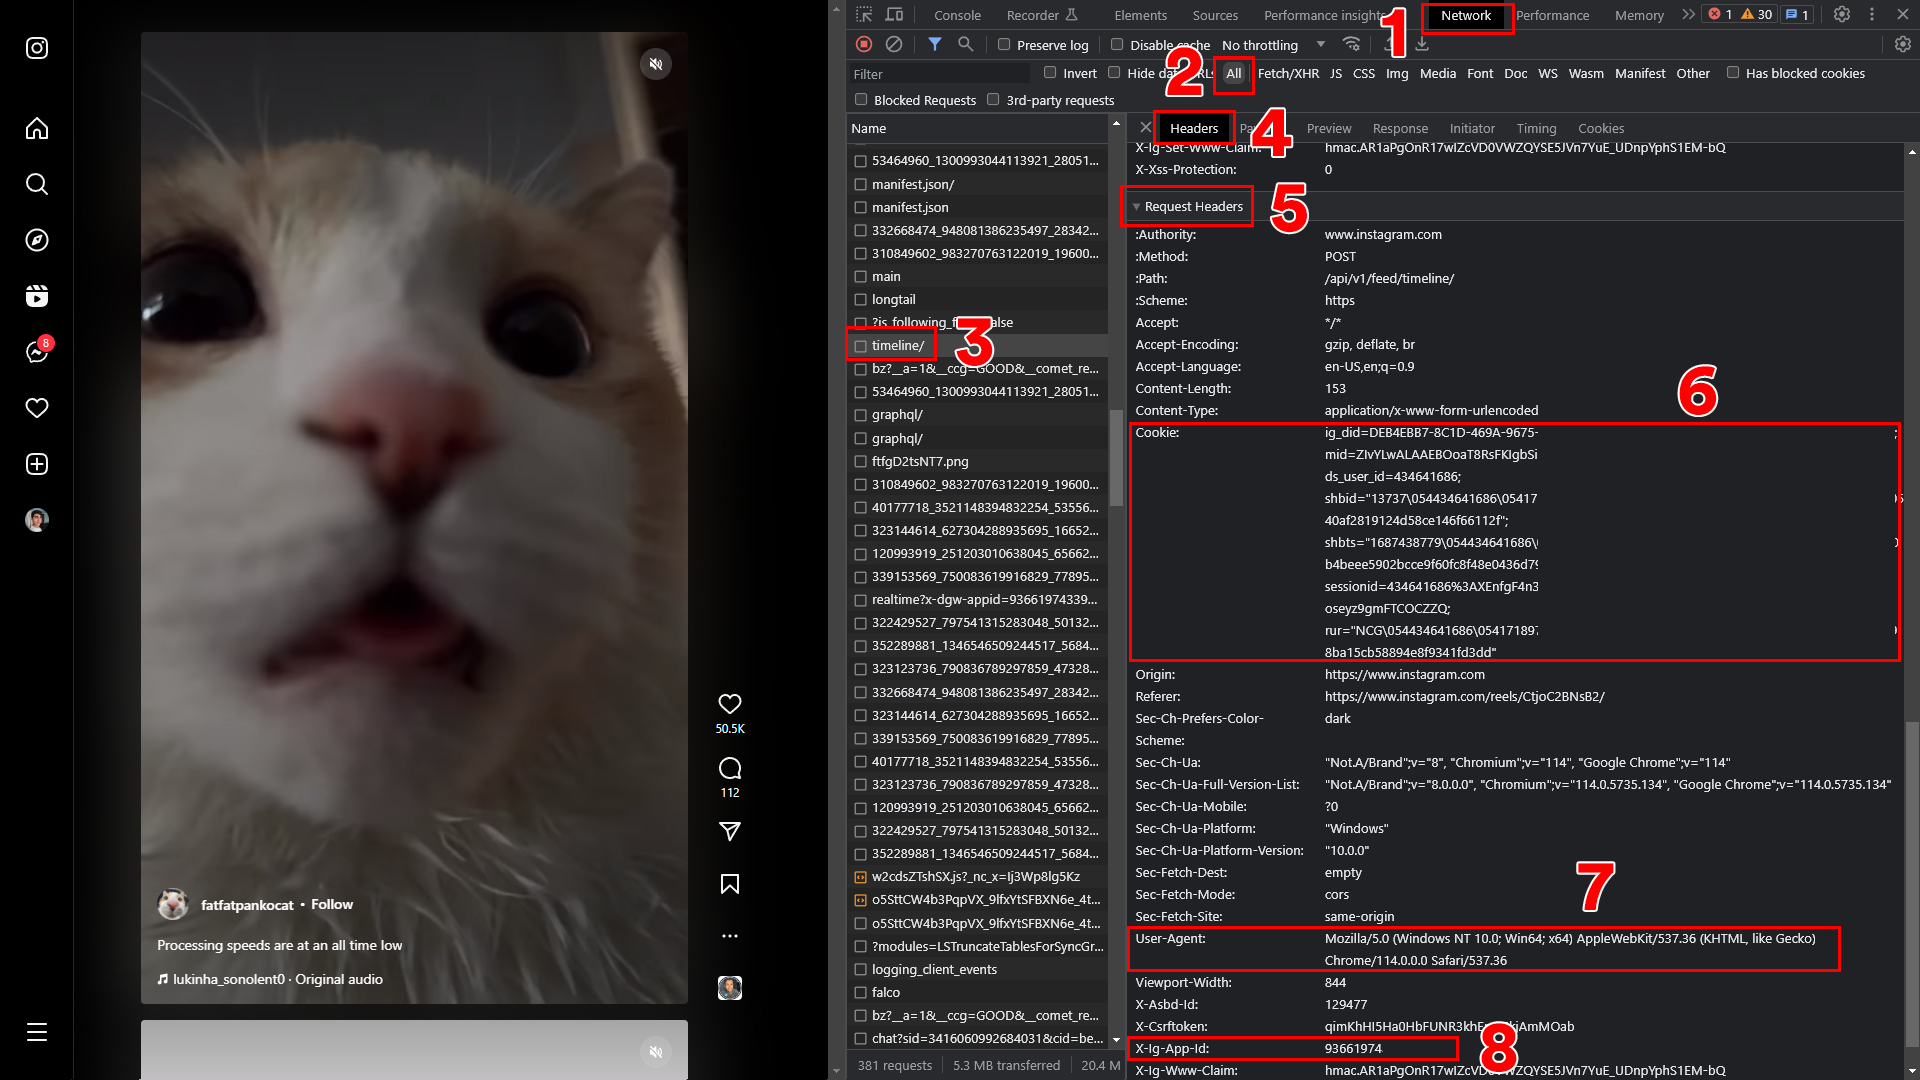 8
50.5K
112
fatfatpankocat • Follow
Processing speeds are at an all time low
lukinha_sonolent0 · Original audio
Console
Recorder
Elements
Sources
Performance insights
1
Network
Performance
Memory
1
30
1
Preserve log
Disable cache
No throttling
Filter
Invert
2
All
Fetch/XHR
JS
CSS
Img
Media
Font
Doc
WS
Wasm
Manifest
Other
Has blocked cookies
Blocked Requests
3rd-party requests
Name
53464960_1300993044113921_28051...
manifest.json/
manifest.json
332668474_948081386235497_28342...
310849602_983270763122019_19600...
main
longtail
timeline/
3
bz?__a=1&__ccg=GOOD&__comet_re...
53464960_1300993044113921_28051...
graphql/
graphql/
ftfgD2tsNT7.png
310849602_983270763122019_19600...
40177718_3521148394832254_53556...
323144614_627304288935695_16652...
120993919_251203010638045_65662...
339153569_750083619916829_77895...
realtime?x-dgw-appid=93661974339...
322429527_797541315283048_50132...
352289881_1346546509244517_5684...
323123736_790836789297859_47328...
332668474_948081386235497_28342...
323144614_627304288935695_16652...
339153569_750083619916829_77895...
40177718_3521148394832254_53556...
323123736_790836789297859_47328...
120993919_251203010638045_65662...
322429527_797541315283048_50132...
352289881_1346546509244517_5684...
w2cdsZTshSX.js?_nc_x=Ij3Wp8lg5Kz
o5SttCW4b3PqpVX_9lfxYtSFBXN6e_4t...
o5SttCW4b3PqpVX_9lfxYtSFBXN6e_4t...
?modules=LSTruncateTablesForSyncGr...
logging_client_events
falco
bz?__a=1&__ccg=GOOD&__comet_re...
chat?sid=3416060992684031&cid=be...
381 requests
5.3 MB transferred
20.4 M
Headers
4
Preview
Response
Initiator
Timing
Cookies
X-Ig-Set-Www-Claim: hmac.AR1aPgOnR17wIZcVD0VWZQYSE5JVn7YuE_UDnpYphS1EM-bQ
X-Xss-Protection: 0
Request Headers
5
:Authority: www.instagram.com
:Method: POST
:Path: /api/v1/feed/timeline/
:Scheme: https
Accept: */*
Accept-Encoding: gzip, deflate, br
Accept-Language: en-US,en;q=0.9
Content-Length: 153
Content-Type: application/x-www-form-urlencoded
6
Cookie: ig_did=DEB4EBB7-8C1D-469A-9675-
mid=ZIvYLwALAAEBOoaT8RsFKIgbSi
ds_user_id=434641686;
shbid="13737\054434641686\05417
40af2819124d58ce146f66112f";
shbts="1687438779\054434641686\
b4beee5902bcce9f60fc8f48e0436d79
sessionid=434641686%3AXEnfgF4n3
oseyz9gmFTCOCZZQ;
rur="NCG\054434641686\05417189​7
8ba15cb58894e8f9341fd3dd"
Origin: https://www.instagram.com
Referer: https://www.instagram.com/reels/CtjoC2BNsB2/
Sec-Ch-Prefers-Color- dark
Scheme:
Sec-Ch-Ua: "Not.A/Brand";v="8", "Chromium";v="114", "Google Chrome";v="114"
Sec-Ch-Ua-Full-Version-List: "Not.A/Brand";v="8.0.0.0", "Chromium";v="114.0.5735.134", "Google Chrome";v="114.0.5735.134"
Sec-Ch-Ua-Mobile: ?0
Sec-Ch-Ua-Platform: "Windows"
Sec-Ch-Ua-Platform-Version: "10.0.0"
Sec-Fetch-Dest: empty
Sec-Fetch-Mode: cors
Sec-Fetch-Site: same-origin
7
User-Agent: Mozilla/5.0 (Windows NT 10.0; Win64; x64) AppleWebKit/537.36 (KHTML, like Gecko)
Chrome/114.0.0.0 Safari/537.36
Viewport-Width: 844
X-Asbd-Id: 129477
X-Csrftoken:
X-Ig-App-Id: 93661974
8
X-Ig-Www-Claim: